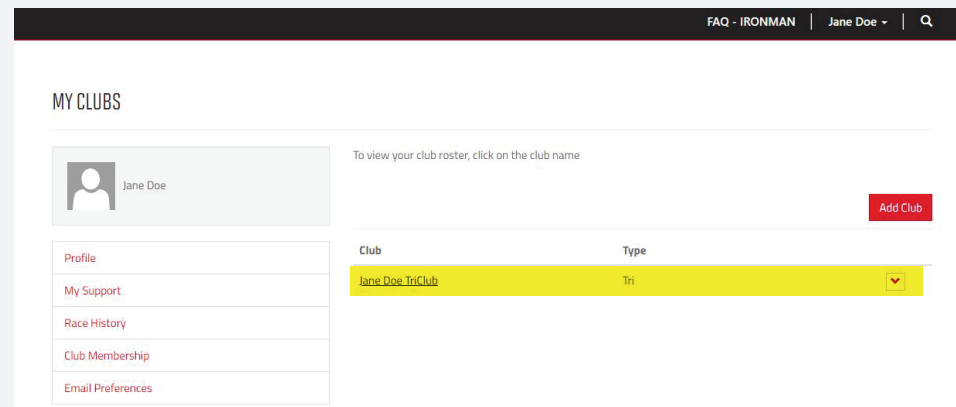 FAQ - IRONMAN | Jane Doe
MY CLUBS
Jane Doe
Profile
My Support
Race History
Club Membership
Email Preferences
To view your club roster, click on the club name
Add Club
Club Type
Jane Doe TriClub Tri